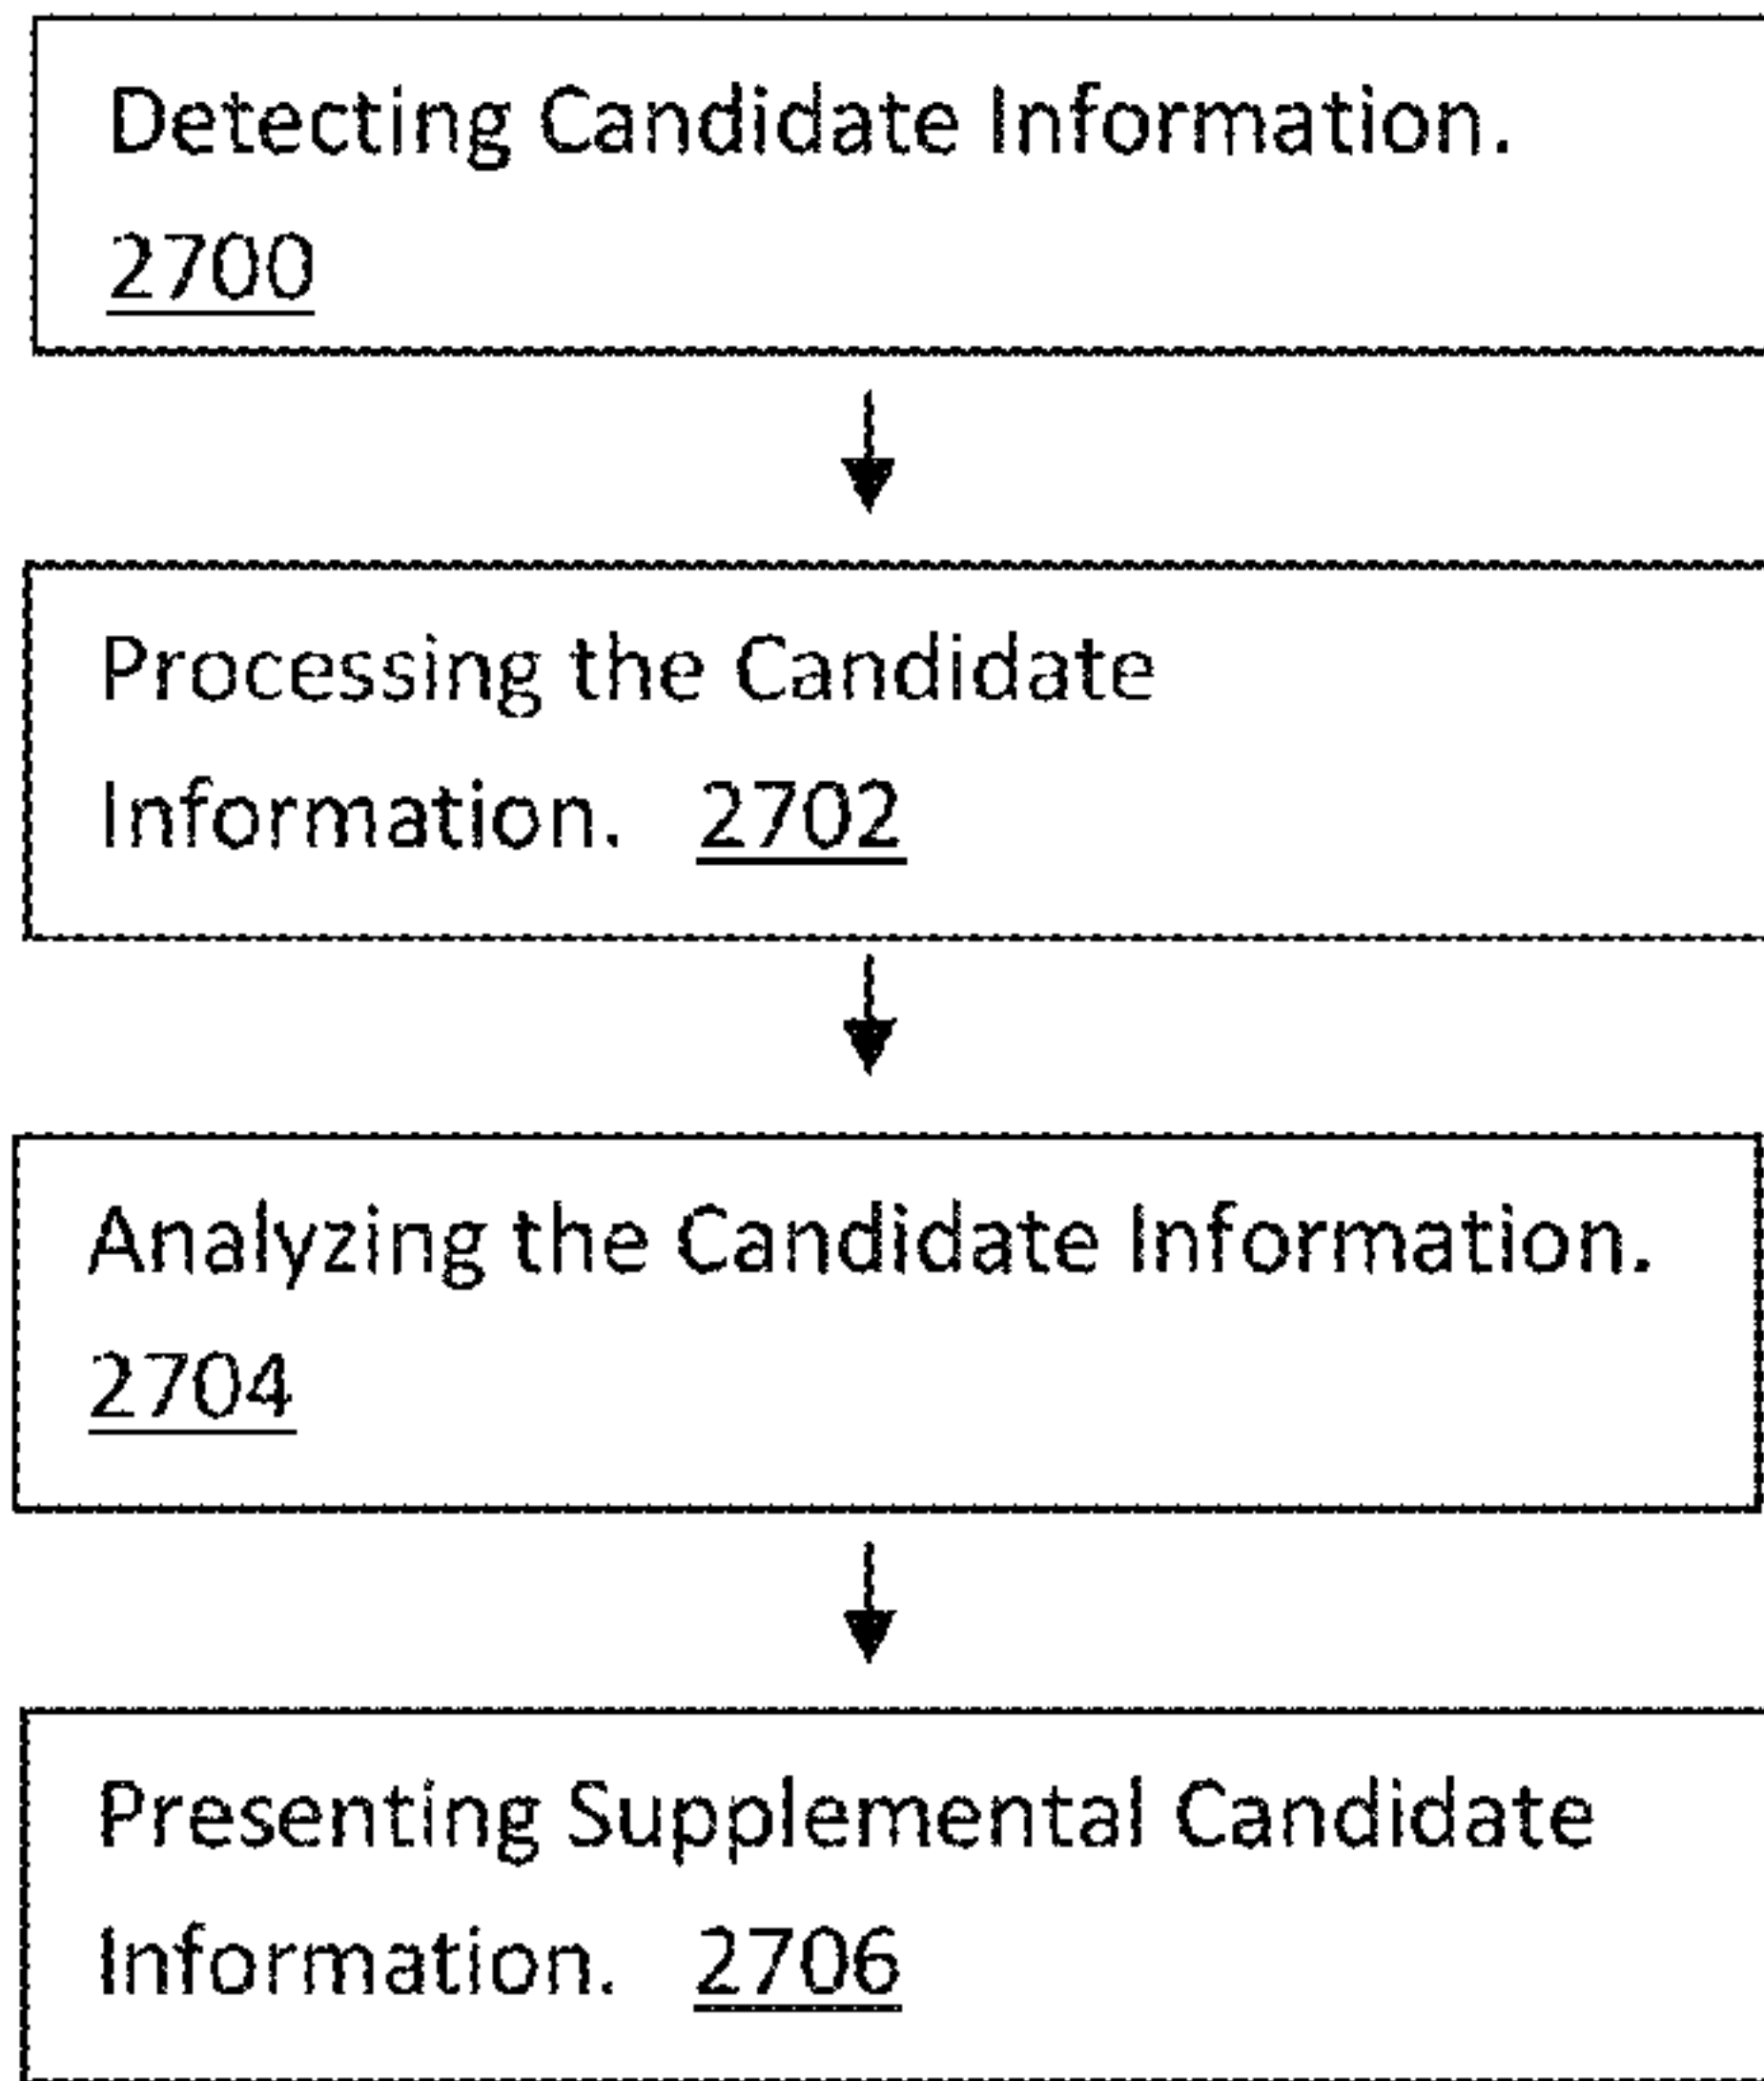 Detecting Candidate Information.
2700
Processing the Candidate
Information. 2702
Analyzing the Candidate Information.
2704
Presenting Supplemental Candidate
Information. 2706